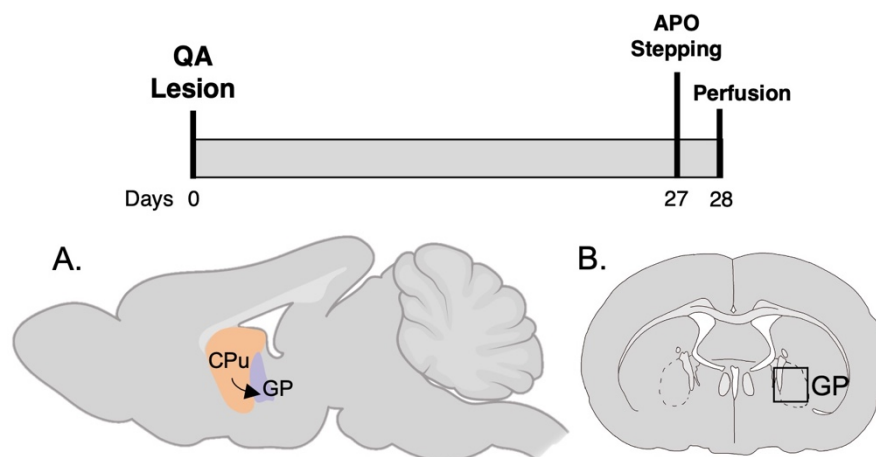 APO
Stepping
QA
Lesion
Perfusion
Days 0 27 28
A.
B.
CPu
GP
GP